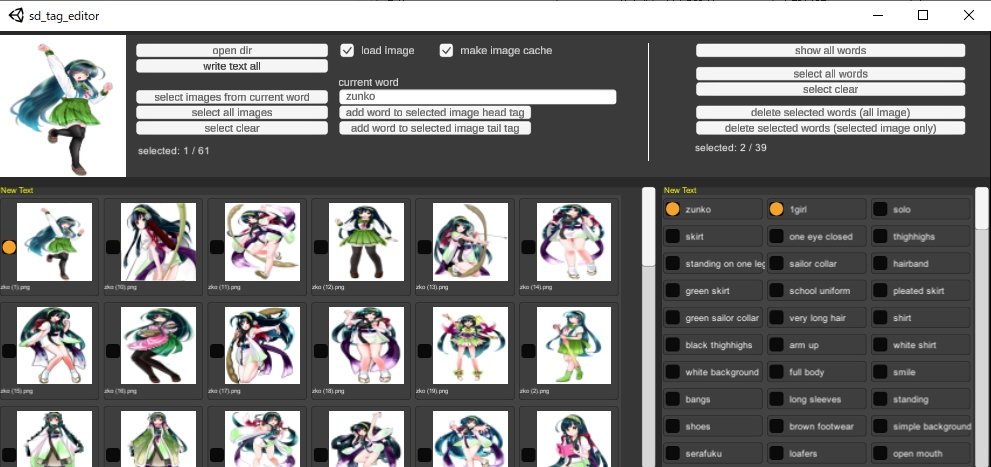 sd_tag_editor
open dir
write text all
select images from current word
select all images
select clear
selected: 1 / 61
load image
make image cache
current word
zunko
add word to selected image head tag
add word to selected image tail tag
show all words
select all words
select clear
delete selected words (all image)
delete selected words (selected image only)
selected: 2 / 39
New Text
zko (1).png
zko (10).png
zko (11).png
zko (12).png
zko (13).png
zko (14).png
zko (15).png
zko (16).png
zko (17).png
zko (18).png
zko (19).png
zko (2).png
New Text
zunko
1girl
solo
skirt
one eye closed
thighhighs
standing on one leg
sailor collar
hairband
green skirt
school uniform
pleated skirt
green sailor collar
very long hair
shirt
black thighhighs
arm up
white shirt
white background
full body
smile
bangs
long sleeves
standing
shoes
brown footwear
simple background
serafuku
loafers
open mouth